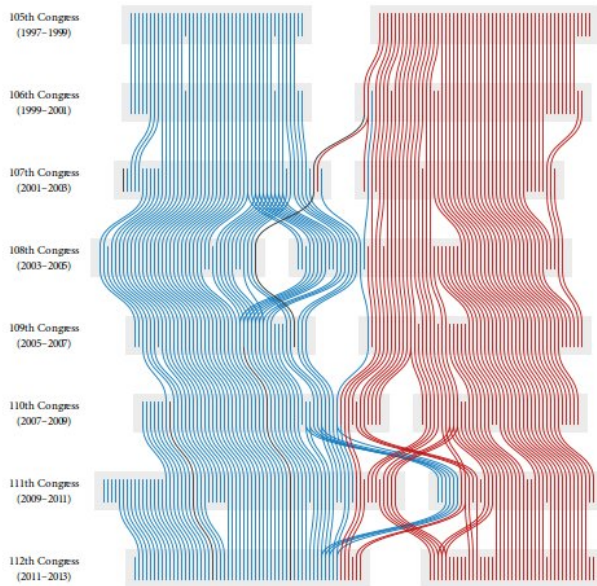 105th Congress
(1997–1999)
106th Congress
(1999–2001)
107th Congress
(2001–2003)
108th Congress
(2003–2005)
109th Congress
(2005–2007)
110th Congress
(2007–2009)
111th Congress
(2009–2011)
112th Congress
(2011–2013)